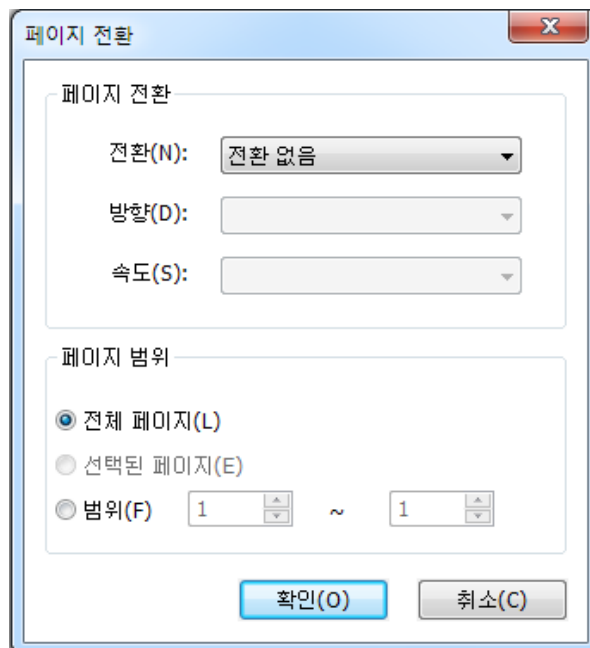 페이지 전환
페이지 전환
전환(N): 전환 없음
방향(D):
속도(S):
페이지 범위
전체 페이지(L)
선택된 페이지(E)
범위(F) 1 ~ 1
확인(O) 취소(C)